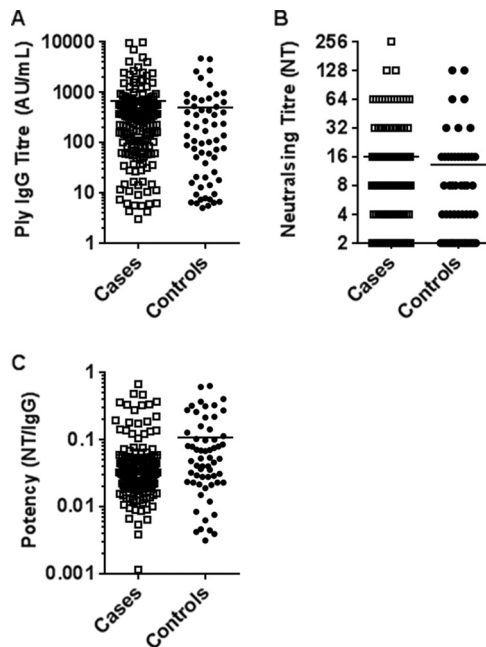 A
Ply IgG Titre (AU/mL)
10000
1000
100
10
1
Cases
Controls
B
Neutralsing Titre (NT)
256
128
64
32
16
8
4
2
Cases
Controls
C
Potency (NT/IgG)
1
0.1
0.01
0.001
Cases
Controls